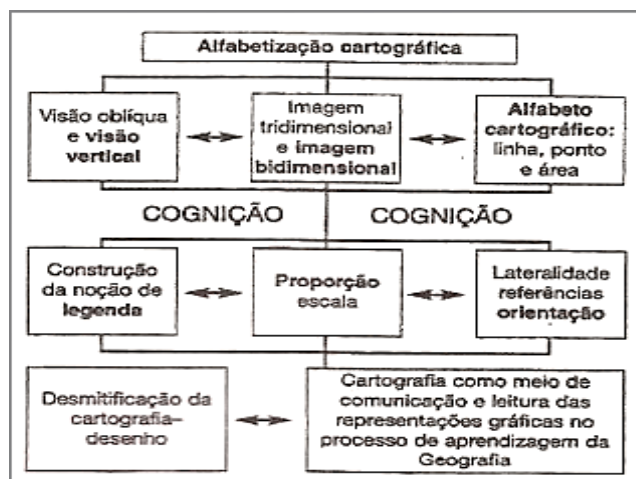 Alfabetização cartográfica
Visão oblíqua
e visão
vertical
Imagem
tridimensional
e imagem
bidimensional
Alfabeto
cartográfico:
linha, ponto
e área
COGNIÇÃO
COGNIÇÃO
Construção
da noção de
legenda
Proporção
escala
Lateralidade
referências
orientação
Desmitificação da
cartografia–
desenho
Cartografia como meio de
comunicação e leitura das
representações gráficas no
processo de aprendizagem da
Geografia